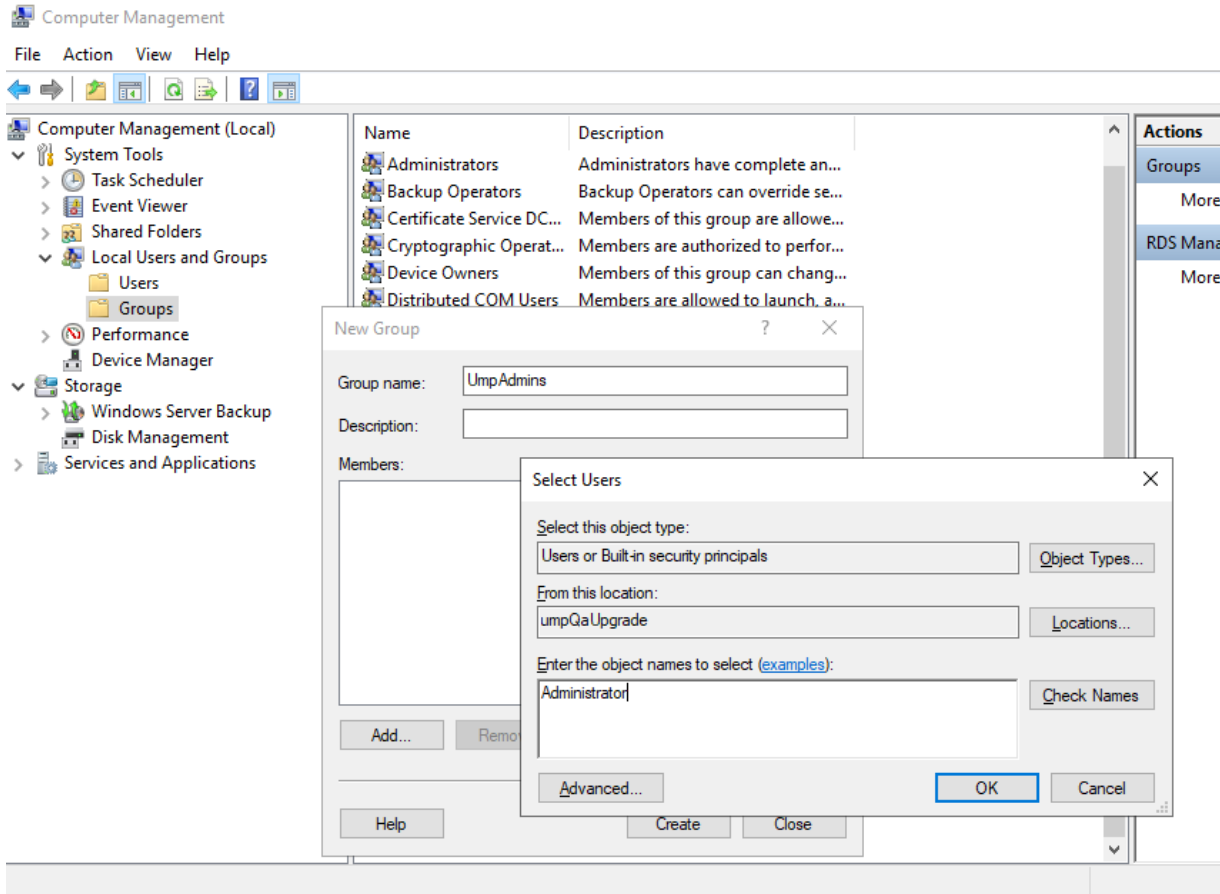 Computer Management
File Action View Help
Computer Management (Local)
System Tools
Task Scheduler
Event Viewer
Shared Folders
Local Users and Groups
Users
Groups
Performance
Device Manager
Storage
Windows Server Backup
Disk Management
Services and Applications
Name Description
Administrators Administrators have complete an...
Backup Operators Backup Operators can override se...
Certificate Service DC... Members of this group are allowe...
Cryptographic Operat... Members are authorized to perfor...
Device Owners Members of this group can chang...
Distributed COM Users Members are allowed to launch, a...
Actions
Groups
More
RDS Mana
More
New Group
?
Group name: UmpAdmins
Description:
Members:
Add... Remo
Help Create Close
Select Users
Select this object type:
Users or Built-in security principals Object Types...
From this location:
umpQaUpgrade Locations...
Enter the object names to select (examples):
Administrator Check Names
Advanced... OK Cancel